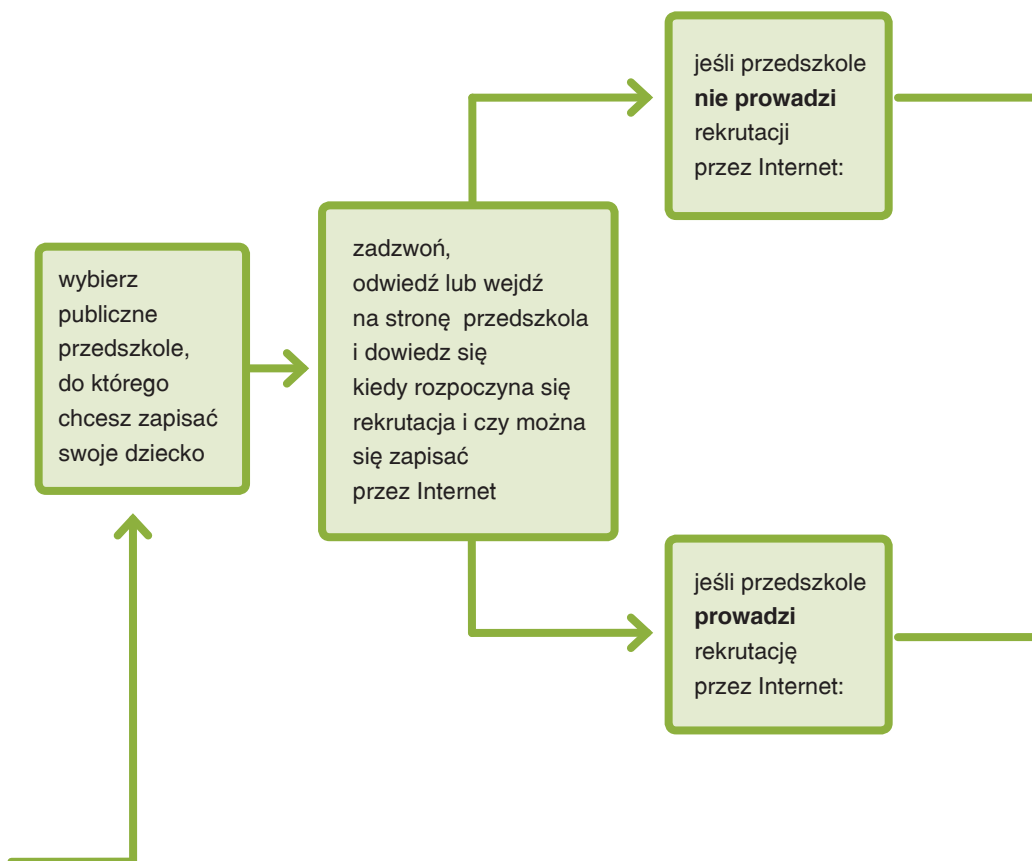 wybierz
publiczne
przedszkole,
do którego
chcesz zapisać
swoje dziecko
zadzwoń,
odwiedź lub wejdź
na stronę  przedszkola
i dowiedz się
kiedy rozpoczyna się
rekrutacja i czy można
się zapisać
przez Internet
jeśli przedszkole
nie prowadzi
rekrutacji
przez Internet:
jeśli przedszkole
prowadzi
rekrutację
przez Internet: